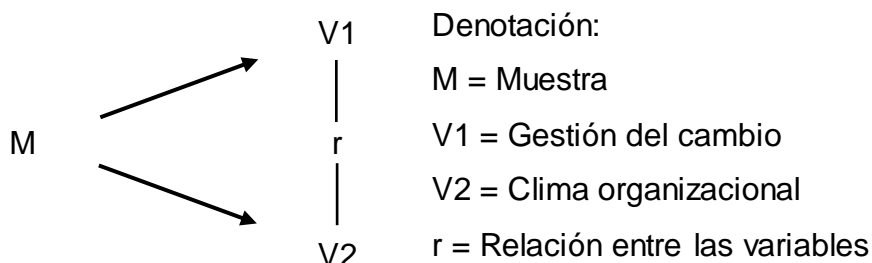 V1
M
r
V2
Denotación:
M = Muestra
V1 = Gestión del cambio
V2 = Clima organizacional
r = Relación entre las variables